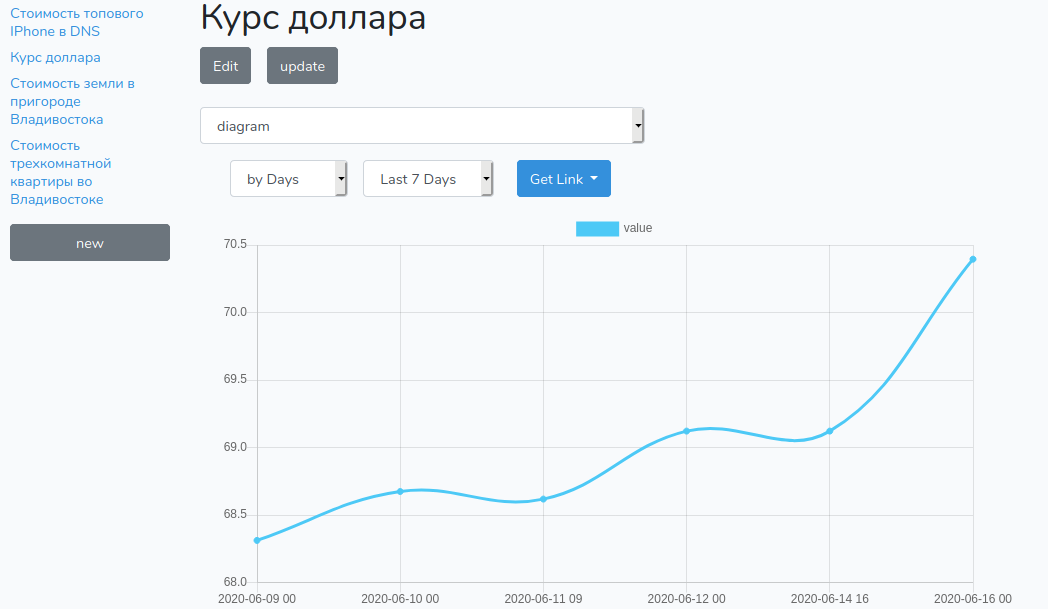 Стоимость топового
IPhone в DNS
Курс доллара
Стоимость земли в
пригороде
Владивостока
Стоимость
трехкомнатной
квартиры во
Владивостоке
new
Курс доллара
Edit update
diagram
by Days Last 7 Days Get Link
value
70.5
70.0
69.5
69.0
68.5
68.0
2020-06-09 00 2020-06-10 00 2020-06-11 09 2020-06-12 00 2020-06-14 16 2020-06-16 00